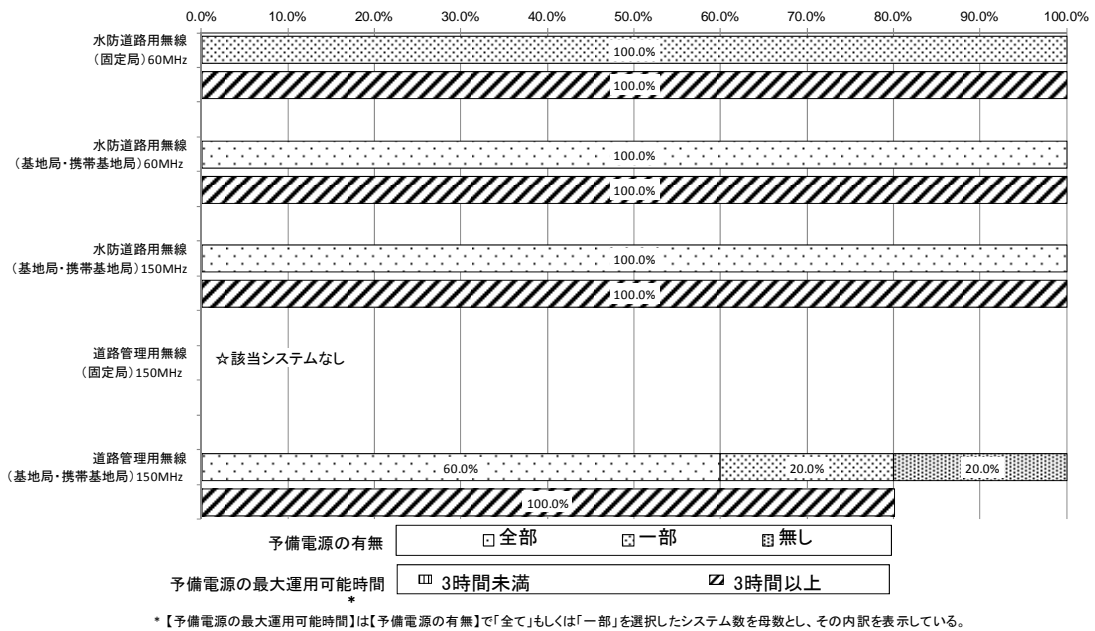 0.0% 10.0% 20.0% 30.0% 40.0% 50.0% 60.0% 70.0% 80.0% 90.0% 100.0%
水防道路用無線
(固定局)60MHz
100.0%
100.0%
水防道路用無線
(基地局・携帯基地局)60MHz
100.0%
100.0%
水防道路用無線
(基地局・携帯基地局)150MHz
100.0%
100.0%
道路管理用無線
(固定局)150MHz
☆該当システムなし
道路管理用無線
(基地局・携帯基地局)150MHz
60.0% 20.0% 20.0%
100.0%
予備電源の有無 全部 一部 無し
予備電源の最大運用可能時間 3時間未満 3時間以上
*
* 【予備電源の最大運用可能時間】は【予備電源の有無】で「全て」もしくは「一部」を選択したシステム数を母数とし、その内訳を表示している。